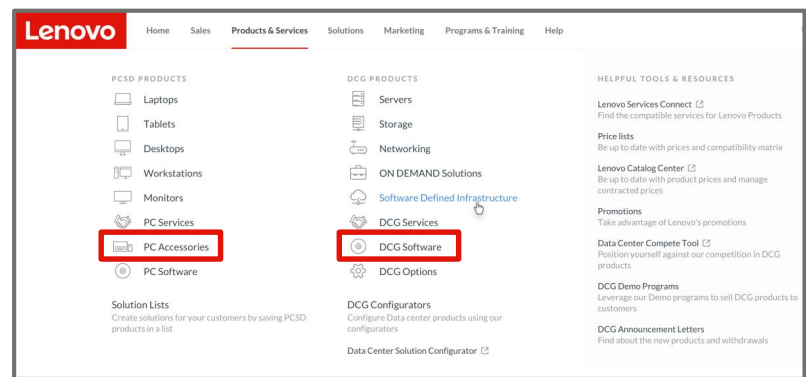 Lenovo
Home Sales Products & Services Solutions Marketing Programs & Training Help
PCSD PRODUCTS
Laptops
Tablets
Desktops
Workstations
Monitors
PC Services
PC Accessories
PC Software
Solution Lists
Create solutions for your customers by saving PCSD
products in a list
DCG PRODUCTS
Servers
Storage
Networking
ON DEMAND Solutions
Software Defined Infrastructure
DCG Services
DCG Software
DCG Options
DCG Configurators
Configure Data center products using our
configurators
Data Center Solution Configurator
HELPFUL TOOLS & RESOURCES
Lenovo Services Connect
Find the compatible services for Lenovo Products
Price lists
Be up to date with prices and compatibility matrix
Lenovo Catalog Center
Be up to date with product prices and manage
contracted prices
Promotions
Take advantage of Lenovo's promotions
Data Center Compete Tool
Position yourself against our competition in DCG
products
DCG Demo Programs
Leverage our Demo programs to sell DCG products to
customers
DCG Announcement Letters
Find about the new products and withdrawals